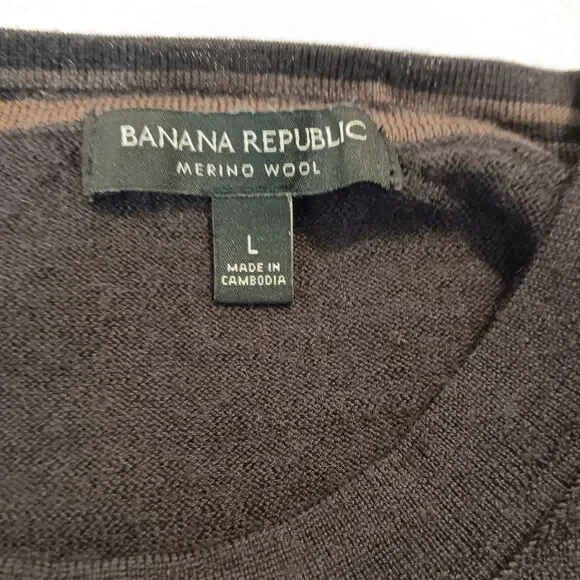 BANANA REPUBLIC
MERINO WOOL
L
MADE IN
CAMBODIA